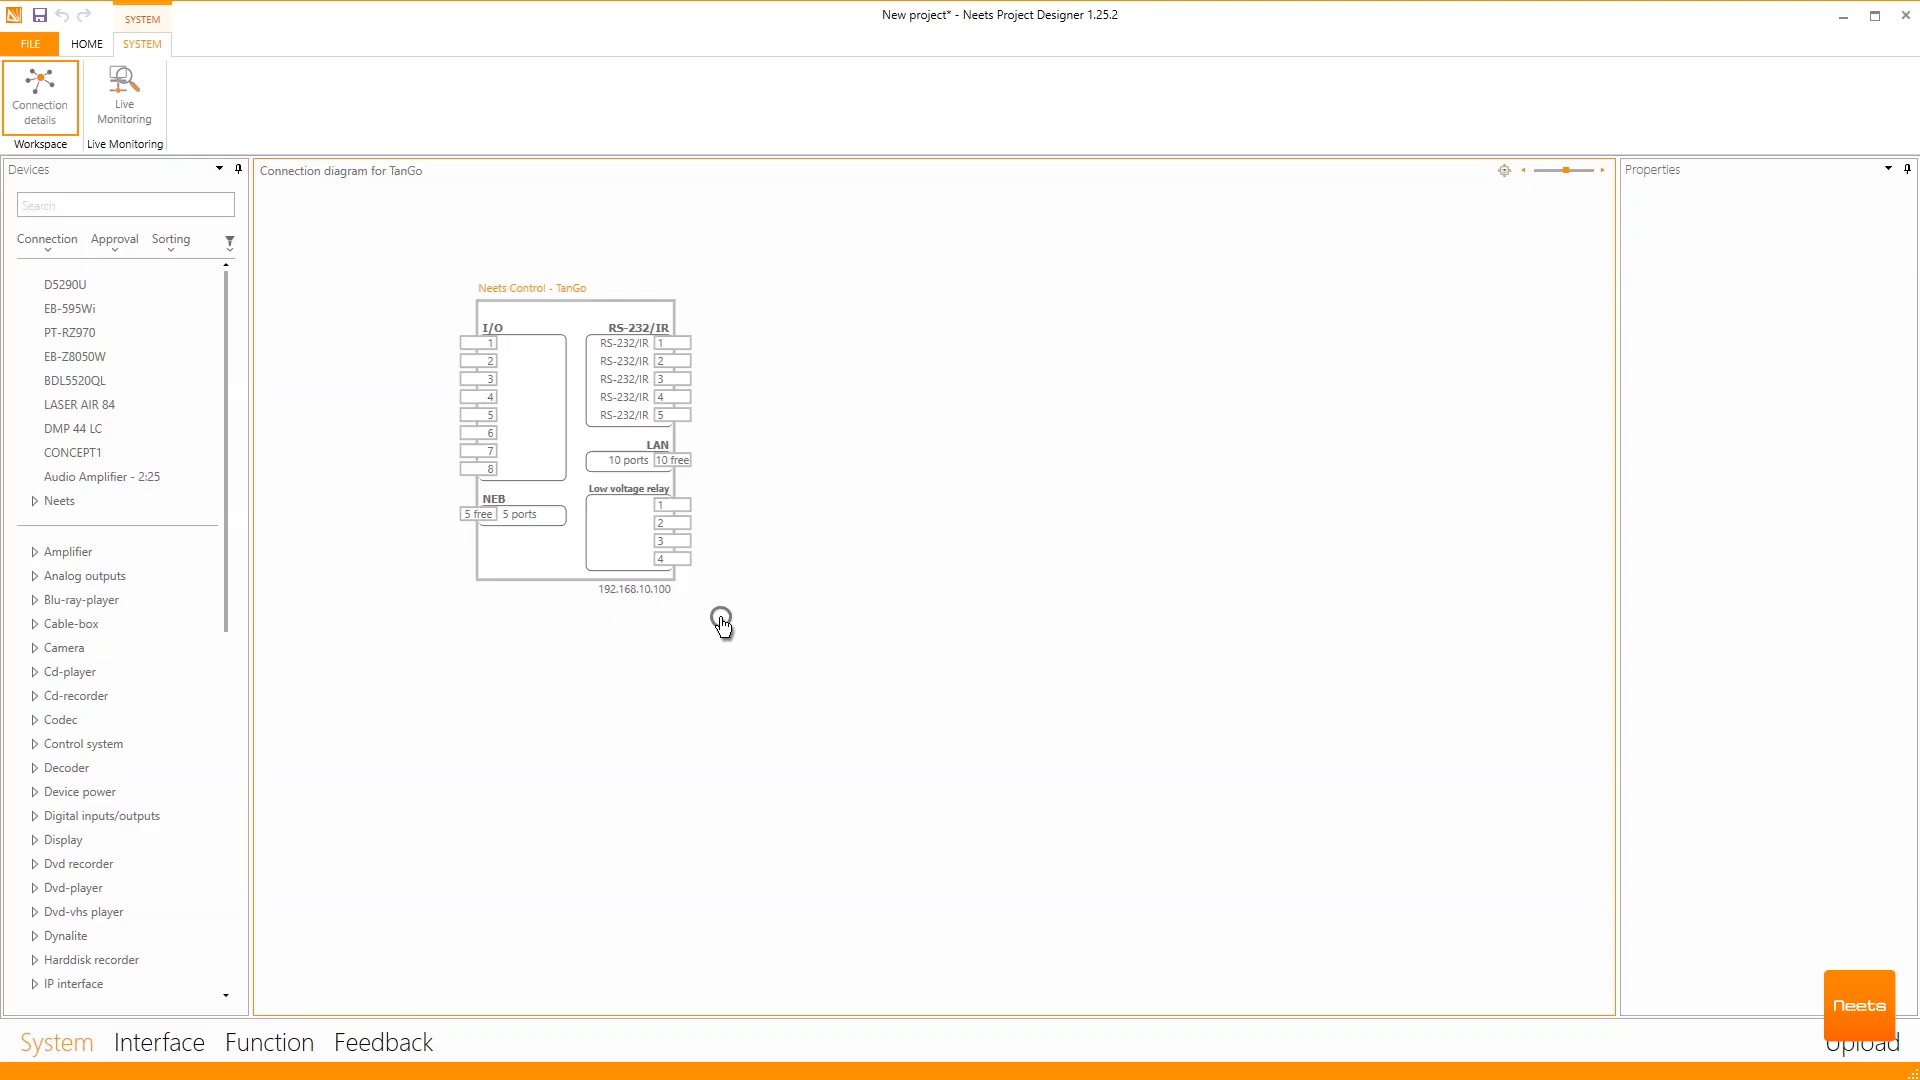 SYSTEM
New project* - Neets Project Designer 1.25.2
FILE
HOME
SYSTEM
Connection
details
Live
Monitoring
Workspace
Live Monitoring
Devices
Search
Connection
Approval
Sorting
D5290U
EB-595Wi
PT-RZ970
EB-Z8050W
BDL5520QL
LASER AIR 84
DMP 44 LC
CONCEPT1
Audio Amplifier - 2:25
Neets
Amplifier
Analog outputs
Blu-ray-player
Cable-box
Camera
Cd-player
Cd-recorder
Codec
Control system
Decoder
Device power
Digital inputs/outputs
Display
Dvd recorder
Dvd-player
Dvd-vhs player
Dynalite
Harddisk recorder
IP interface
Connection diagram for TanGo
Neets Control - TanGo
I/O
1
2
3
4
5
6
7
8
NEB
5 free 5 ports
RS-232/IR
RS-232/IR 1
RS-232/IR 2
RS-232/IR 3
RS-232/IR 4
RS-232/IR 5
LAN
10 ports 10 free
Low voltage relay
1
2
3
4
192.168.10.100
Properties
Neets
System
Interface
Function
Feedback
Upload